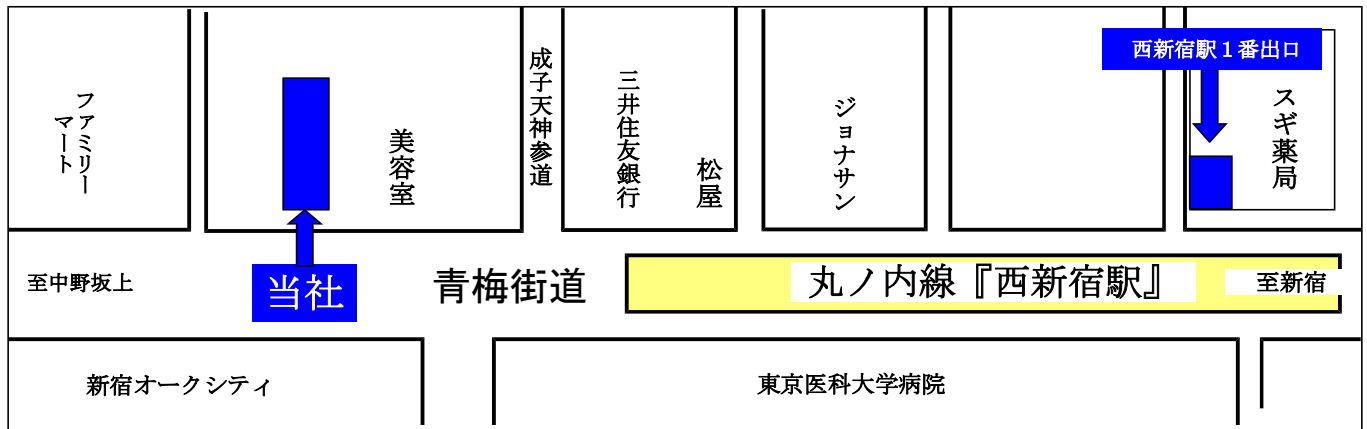 ファミリー
マート
美容室
成子天神参道
三井住友銀行
松屋
ジョナサン
西新宿駅１番出口
スギ薬局
至中野坂上
当社
青梅街道
丸ノ内線『西新宿駅』
至新宿
新宿オークシティ
東京医科大学病院